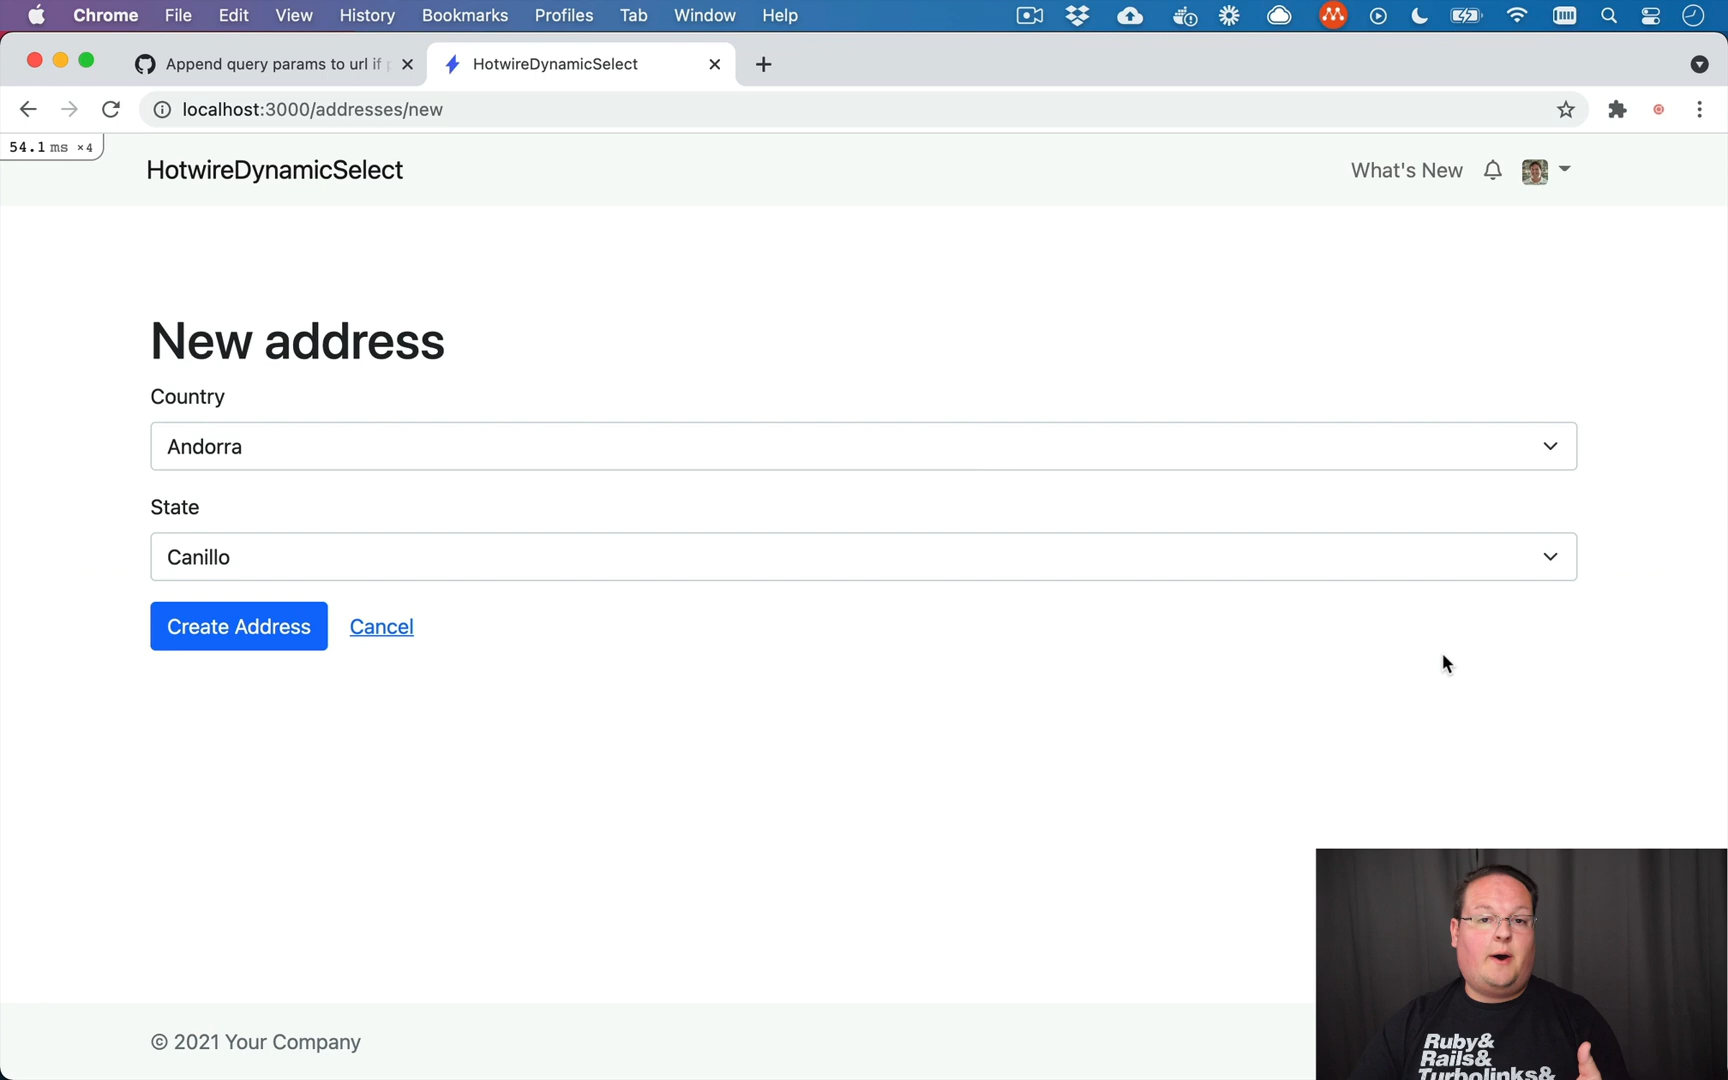 Chrome File Edit View History Bookmarks Profiles Tab Window Help
Append query params to url if
HotwireDynamicSelect
localhost:3000/addresses/new
54.1 ms ×4
HotwireDynamicSelect
What's New
New address
Country
Andorra
State
Canillo
Create Address
Cancel
© 2021 Your Company
Ruby&
Rails&
Turbolinks&